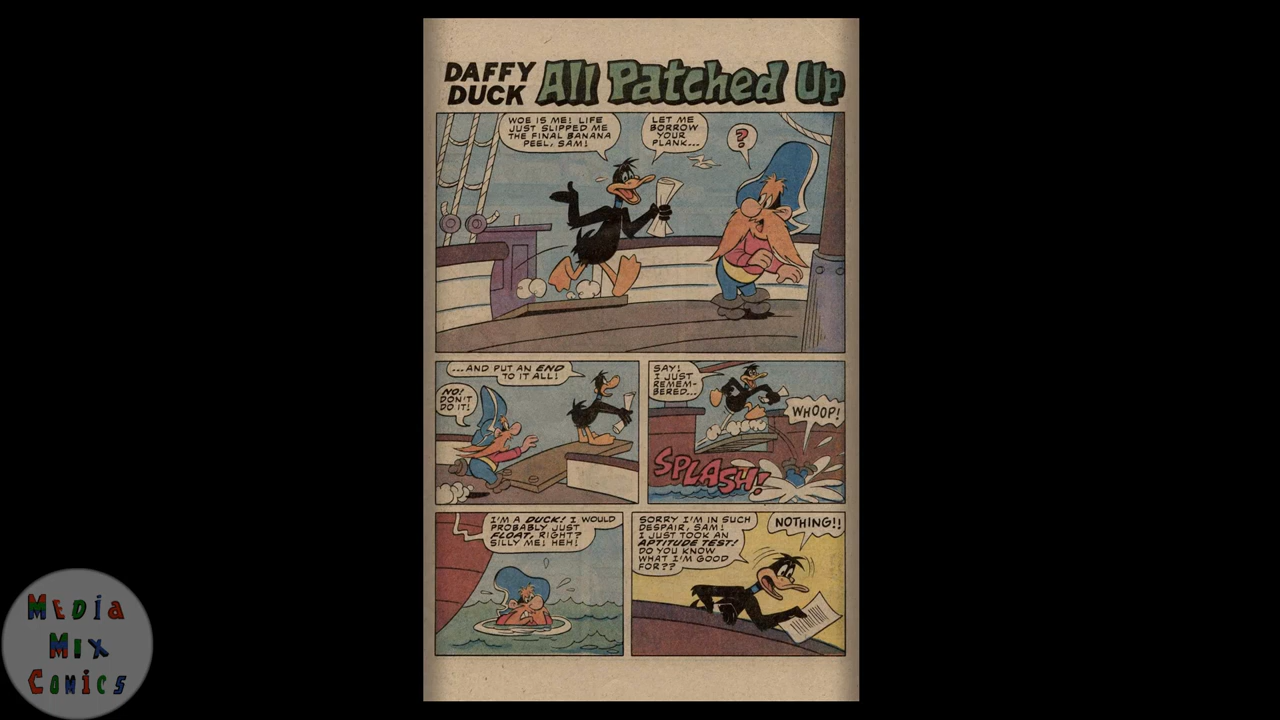 DAFFY
DUCK
All Patched Up
WOE IS ME! LIFE
JUST SLIPPED ME
THE FINAL BANANA
PEEL, SAM!
LET ME
BORROW
YOUR
PLANK...
?
...AND PUT AN END
TO IT ALL!
NO!
DON'T
DO IT!
SAY!
I JUST
REMEM-
BERED...
WHOOP!
SPLASH!
I'M A DUCK! I WOULD
PROBABLY JUST
FLOAT, RIGHT?
SILLY ME! HEH!
SORRY I'M IN SUCH
DESPAIR, SAM!
I JUST TOOK AN
APTITUDE TEST!
DO YOU KNOW
WHAT I'M GOOD
FOR??
NOTHING!!
MEDIA
MIX
COMICS